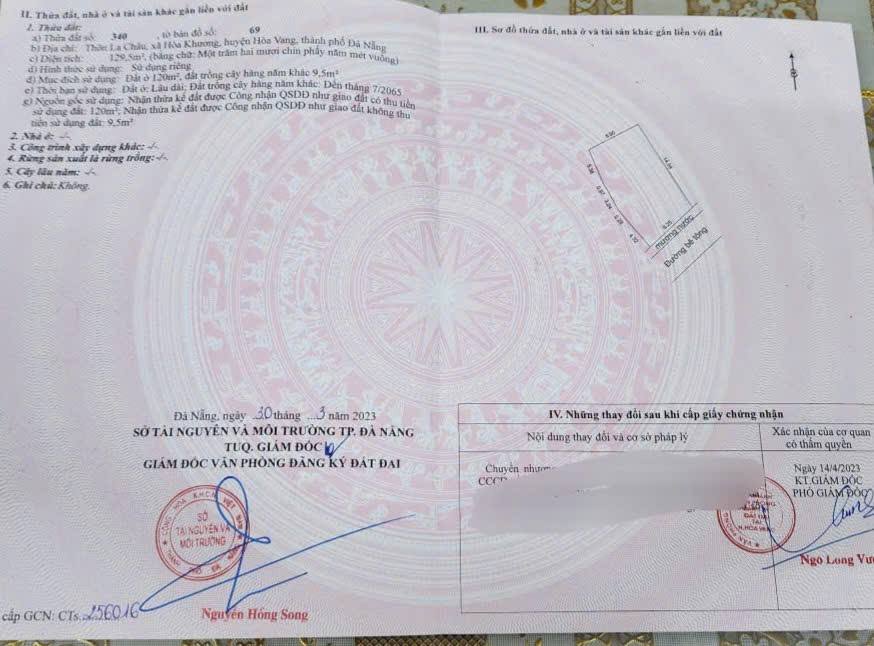 II. Thửa đất, nhà ở và tài sản khác gắn liền với đất
1. Thửa đất:
a) Thửa đất số: 340 , tờ bản đồ số: 69
b) Địa chỉ: Thôn La Châu, xã Hòa Khương, huyện Hòa Vang, thành phố Đà Nẵng
c) Diện tích: 129,5m², (bằng chữ: Một trăm hai mươi chín phẩy năm mét vuông)
d) Hình thức sử dụng: Sử dụng riêng
đ) Mục đích sử dụng: Đất ở 120m², đất trồng cây hàng năm khác 9,5m²
e) Thời hạn sử dụng: Đất ở: Lâu dài; Đất trồng cây hàng năm khác: Đến tháng 7/2065
g) Nguồn gốc sử dụng: Nhận thừa kế đất được Công nhận QSDĐ như giao đất có thu tiền
sử dụng đất: 120m²; Nhận thừa kế đất được Công nhận QSDĐ như giao đất không thu
tiền sử dụng đất: 9,5m²
2. Nhà ở: -/-
3. Công trình xây dựng khác: -/-
4. Rừng sản xuất là rừng trồng: -/-
5. Cây lâu năm: -/-
6. Ghi chú: Không.
Đà Nẵng, ngày 30 tháng 3 năm 2023
SỞ TÀI NGUYÊN VÀ MÔI TRƯỜNG TP. ĐÀ NẴNG
TUQ. GIÁM ĐỐC
GIÁM ĐỐC VĂN PHÒNG ĐĂNG KÝ ĐẤT ĐAI
SỞ
TÀI NGUYÊN VÀ
MÔI TRƯỜNG
Nguyễn Hồng Song
cấp GCN: CTs.256016
III. Sơ đồ thửa đất, nhà ở và tài sản khác gắn liền với đất
mương nước
Đường bê tông
IV. Những thay đổi sau khi cấp giấy chứng nhận
Nội dung thay đổi và cơ sở pháp lý
Xác nhận của cơ quan
có thẩm quyền
Chuyển
Ngày 14/4/2023
KT.GIÁM ĐỐC
PHÓ GIÁM ĐỐC
Ngô Long